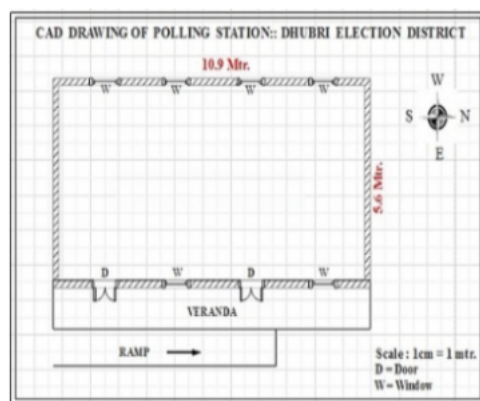 CAD DRAWING OF POLLING STATION:: DHUBRI ELECTION DISTRICT
10.9 Mtr.
W W W W
W
S N
E
5.6 Mtr.
D W D W
VERANDA
RAMP
Scale : 1cm = 1 mtr.
D = Door
W = Window